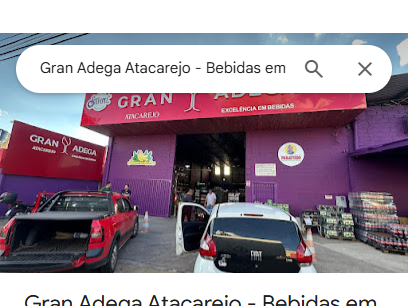 Gran Adega Atacarejo - Bebidas em
GRAN ADEGA
ATACAREJO
EXCELÊNCIA EM BEBIDAS
GRAN ADEGA
ATACAREJO
FIAT
Gran Adega Atacarejo - Bebidas em